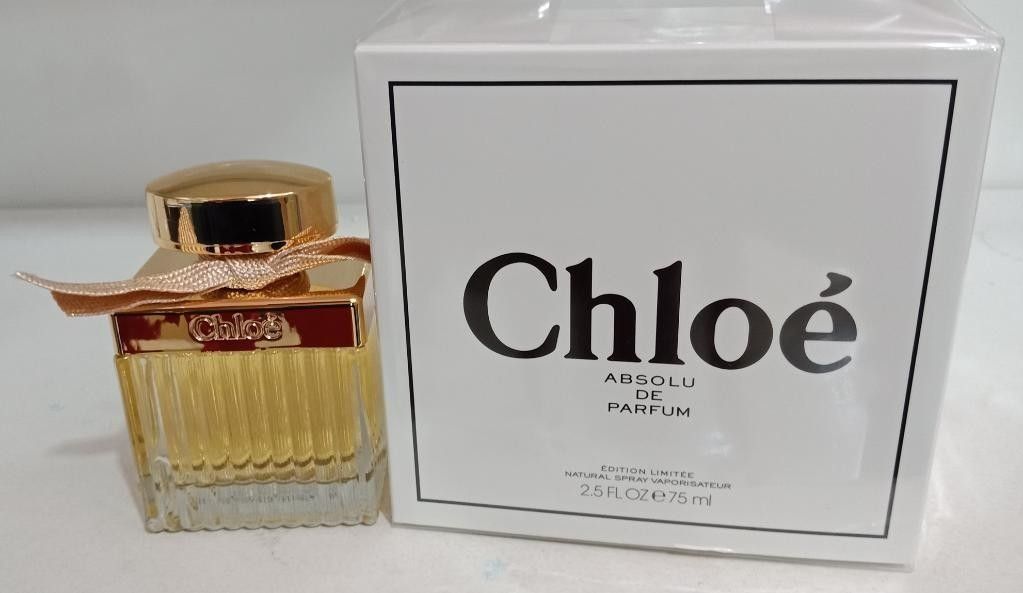 Chloé
Chloé
ABSOLU
DE
PARFUM
ÉDITION LIMITÉE
NATURAL SPRAY VAPORISATEUR
2.5 FL OZ ℮ 75 ml